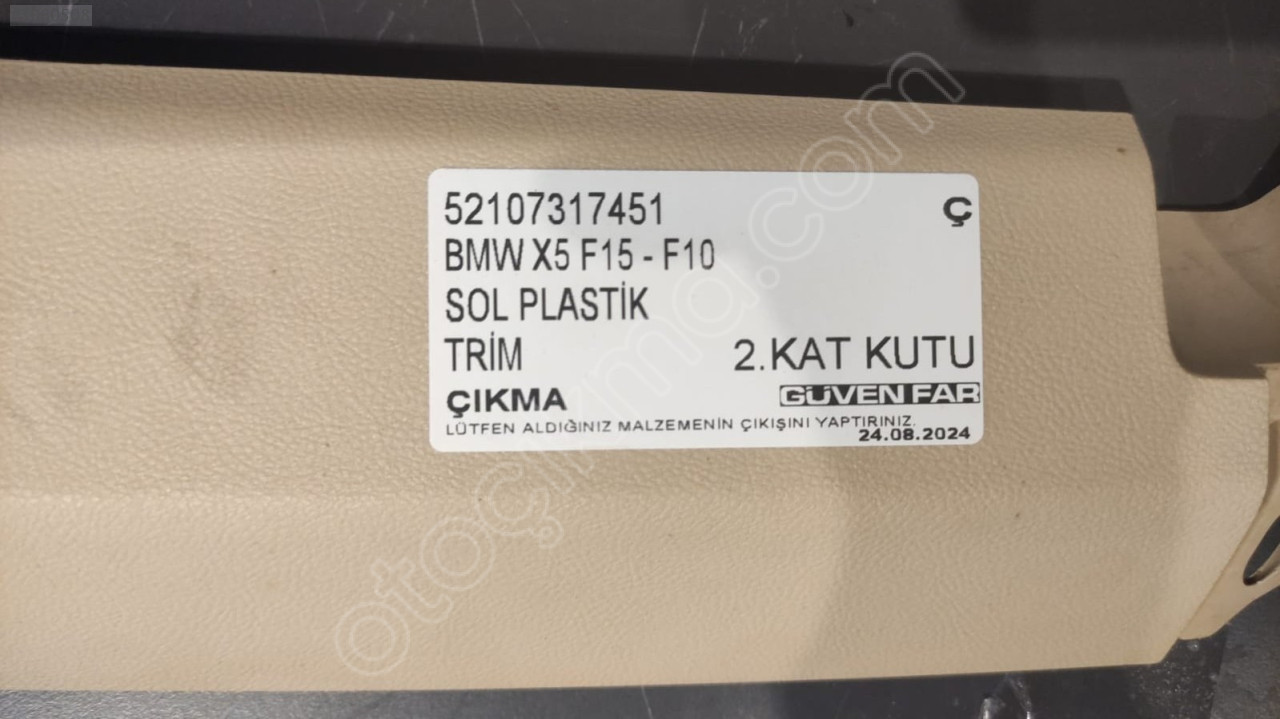 52107317451 Ç
BMW X5 F15 - F10
SOL PLASTİK
TRİM 2.KAT KUTU
ÇIKMA GÜVEN FAR
LÜTFEN ALDIĞINIZ MALZEMENİN ÇIKIŞINI YAPTIRINIZ.
24.08.2024
otoçıkma.com